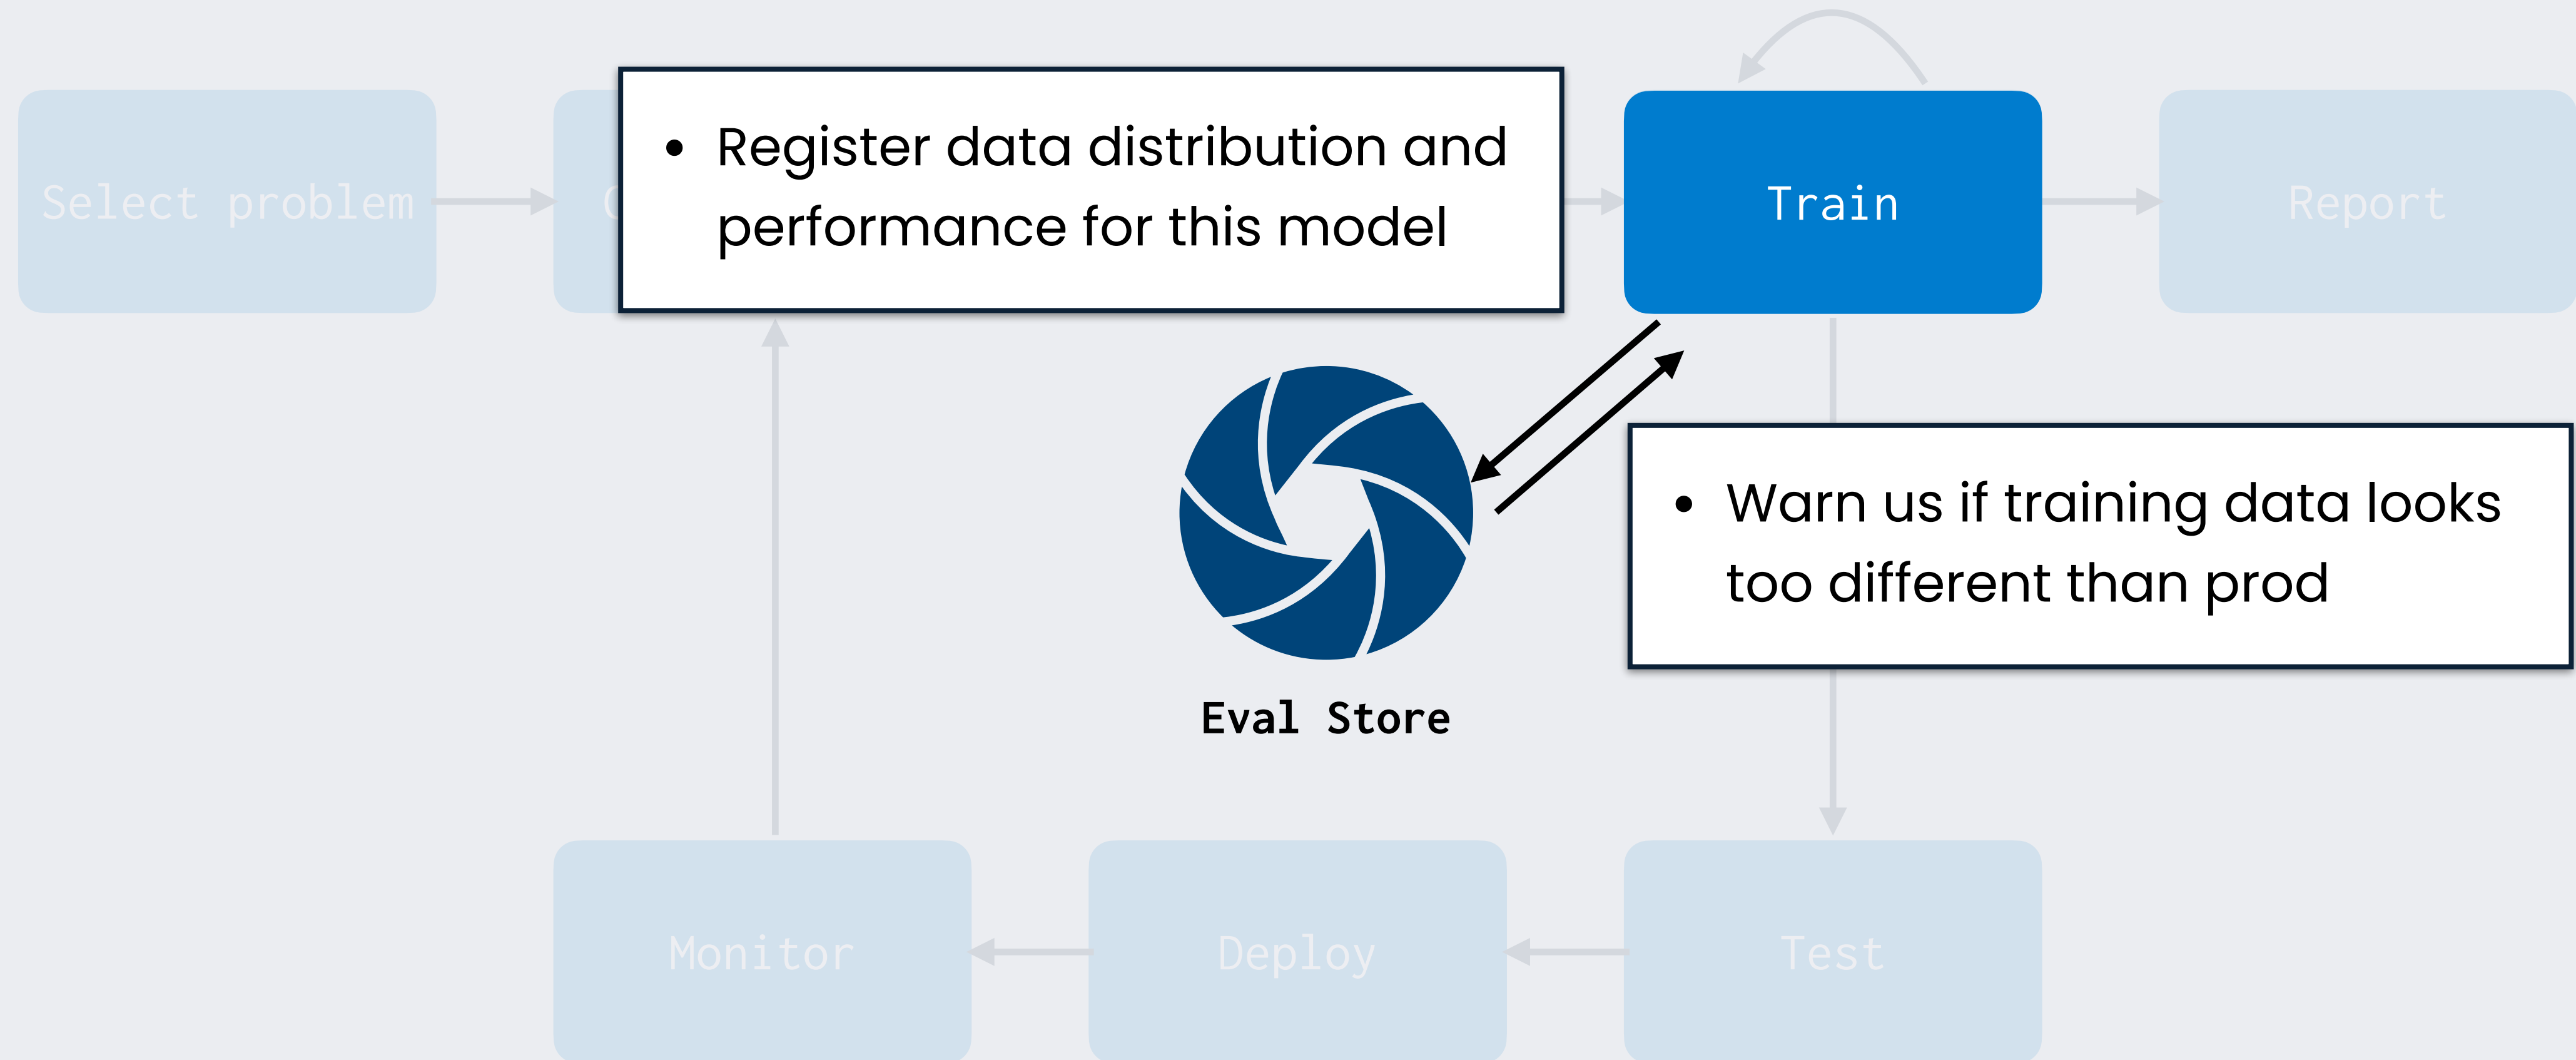 Select problem
• Register data distribution and
performance for this model
Train
Report
• Warn us if training data looks
too different than prod
Eval Store
Monitor
Deploy
Test